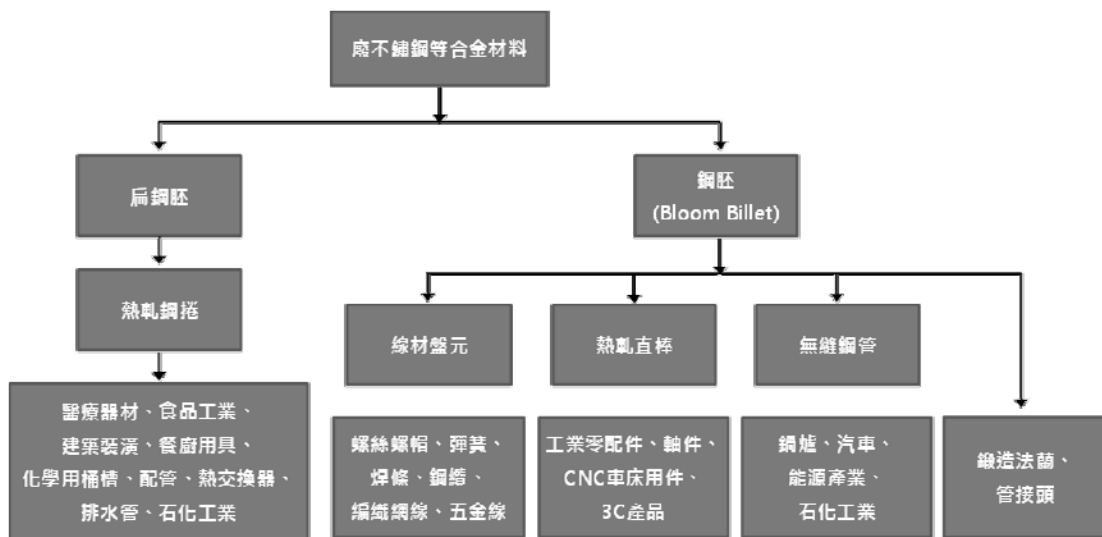 廢不鏽鋼等合金材料
扁鋼胚
鋼胚
(Bloom Billet)
熱軋鋼捲
線材盤元
熱軋直棒
無縫鋼管
醫療器材、食品工業、
建築裝潢、餐廚用具、
化學用桶槽、配管、熱交換器、
排水管、石化工業
螺絲螺帽、彈簧、
焊條、鋼纜、
編織網線、五金線
工業零配件、軸件、
CNC車床用件、
3C產品
鍋爐、汽車、
能源產業、
石化工業
鍛造法蘭、
管接頭